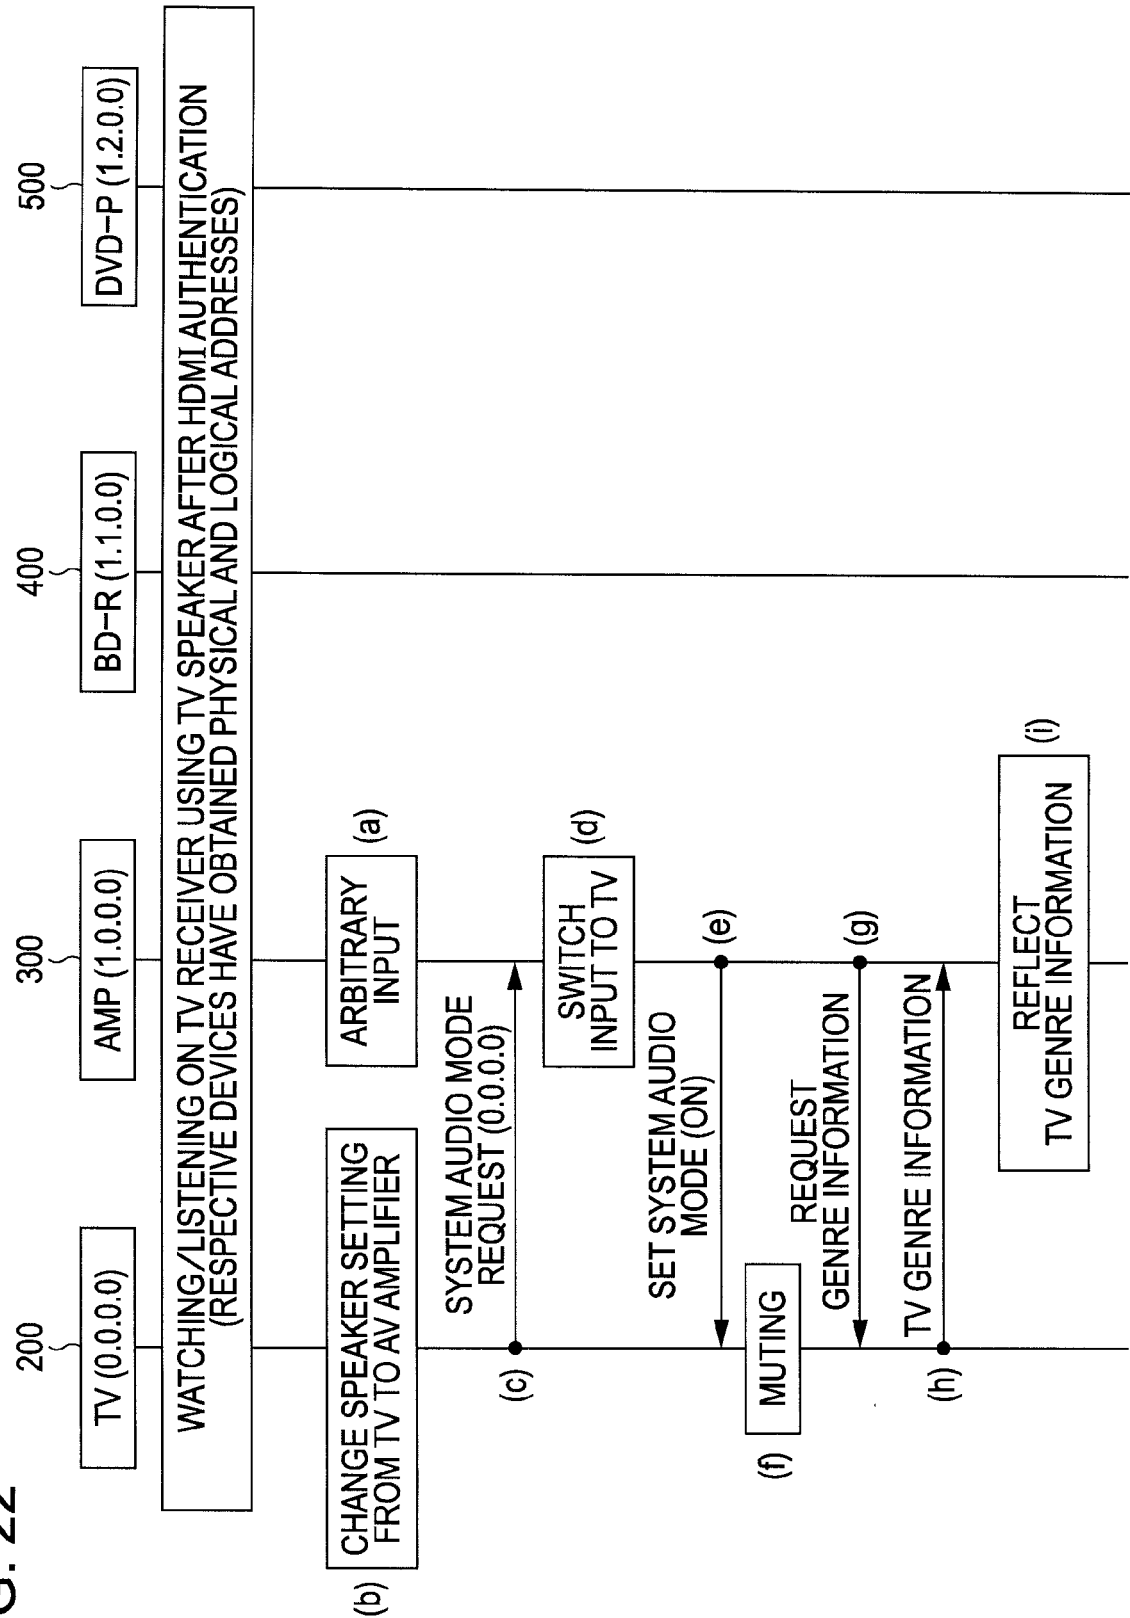 G. 22
200
300
400
500
TV (0.0.0.0)
AMP (1.0.0.0)
BD-R (1.1.0.0)
DVD-P (1.2.0.0)
WATCHING/LISTENING ON TV RECEIVER USING TV SPEAKER AFTER HDMI AUTHENTICATION
(RESPECTIVE DEVICES HAVE OBTAINED PHYSICAL AND LOGICAL ADDRESSES)
(b)
CHANGE SPEAKER SETTING
FROM TV TO AV AMPLIFIER
ARBITRARY
INPUT
(a)
SYSTEM AUDIO MODE
REQUEST (0.0.0.0)
(c)
SWITCH
INPUT TO TV
(d)
SET SYSTEM AUDIO
MODE (ON)
(e)
(f)
MUTING
REQUEST
GENRE INFORMATION
(g)
TV GENRE INFORMATION
(h)
REFLECT
TV GENRE INFORMATION
(i)